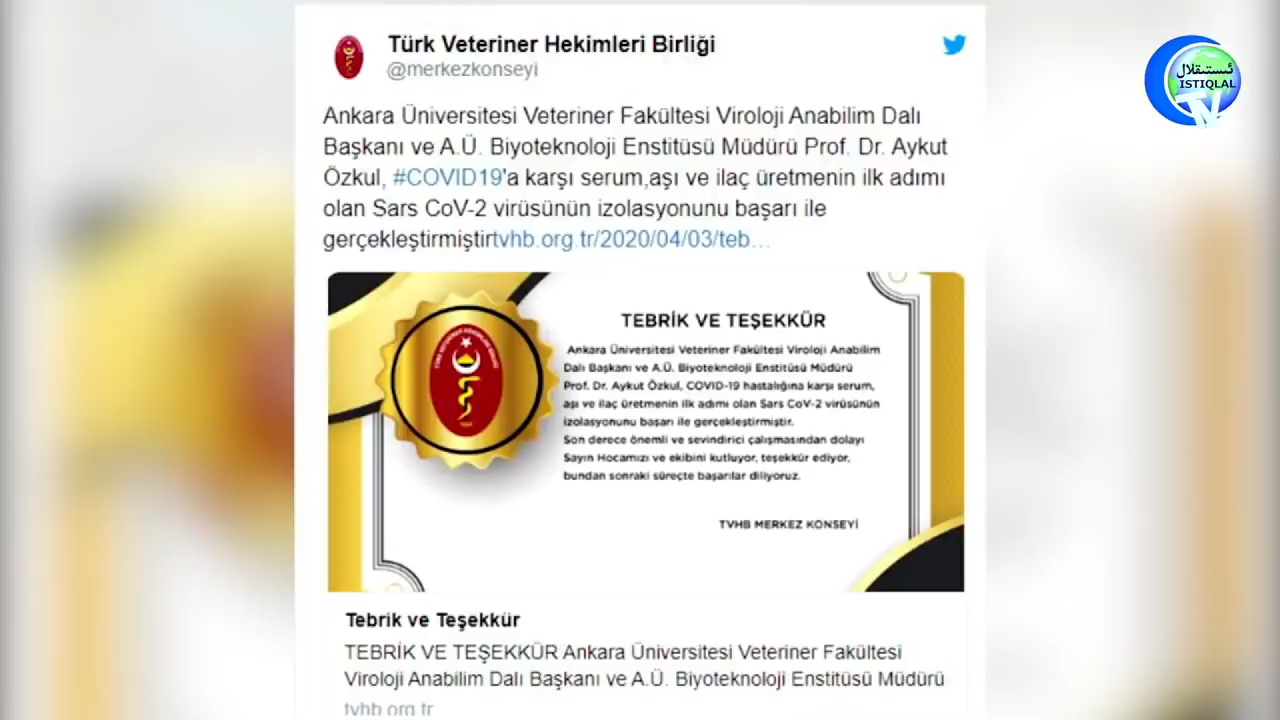 Türk Veteriner Hekimleri Birliği
@merkezkonseyi
ئىستىقلال
ISTIQLAL
TV
Ankara Üniversitesi Veteriner Fakültesi Viroloji Anabilim Dalı
Başkanı ve A.Ü. Biyoteknoloji Enstitüsü Müdürü Prof. Dr. Aykut
Özkul, #COVID19'a karşı serum,aşı ve ilaç üretmenin ilk adımı
olan Sars CoV-2 virüsünün izolasyonunu başarı ile
gerçekleştirmiştirtvhb.org.tr/2020/04/03/teb…
TEBRİK VE TEŞEKKÜR
Ankara Üniversitesi Veteriner Fakültesi Viroloji Anabilim
Dalı Başkanı ve A.Ü. Biyoteknoloji Enstitüsü Müdürü
Prof. Dr. Aykut Özkul, COVID-19 hastalığına karşı serum,
aşı ve ilaç üretmenin ilk adımı olan Sars CoV-2 virüsünün
izolasyonunu başarı ile gerçekleştirmiştir.
Son derece önemli ve sevindirici çalışmasından dolayı
Sayın Hocamızı ve ekibini kutluyor, teşekkür ediyor,
bundan sonraki süreçte başarılar diliyoruz.
TVHB MERKEZ KONSEYİ
Tebrik ve Teşekkür
TEBRİK VE TEŞEKKÜR Ankara Üniversitesi Veteriner Fakültesi
Viroloji Anabilim Dalı Başkanı ve A.Ü. Biyoteknoloji Enstitüsü Müdürü
tvhb.org.tr